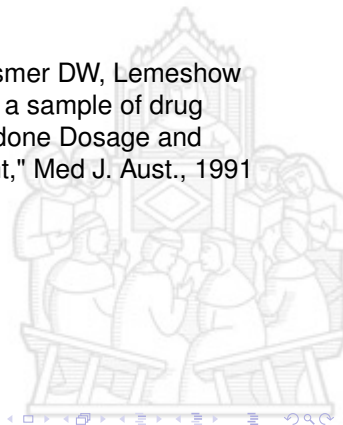 smer DW, Lemeshow
a sample of drug
done Dosage and
t," Med J. Aust., 1991